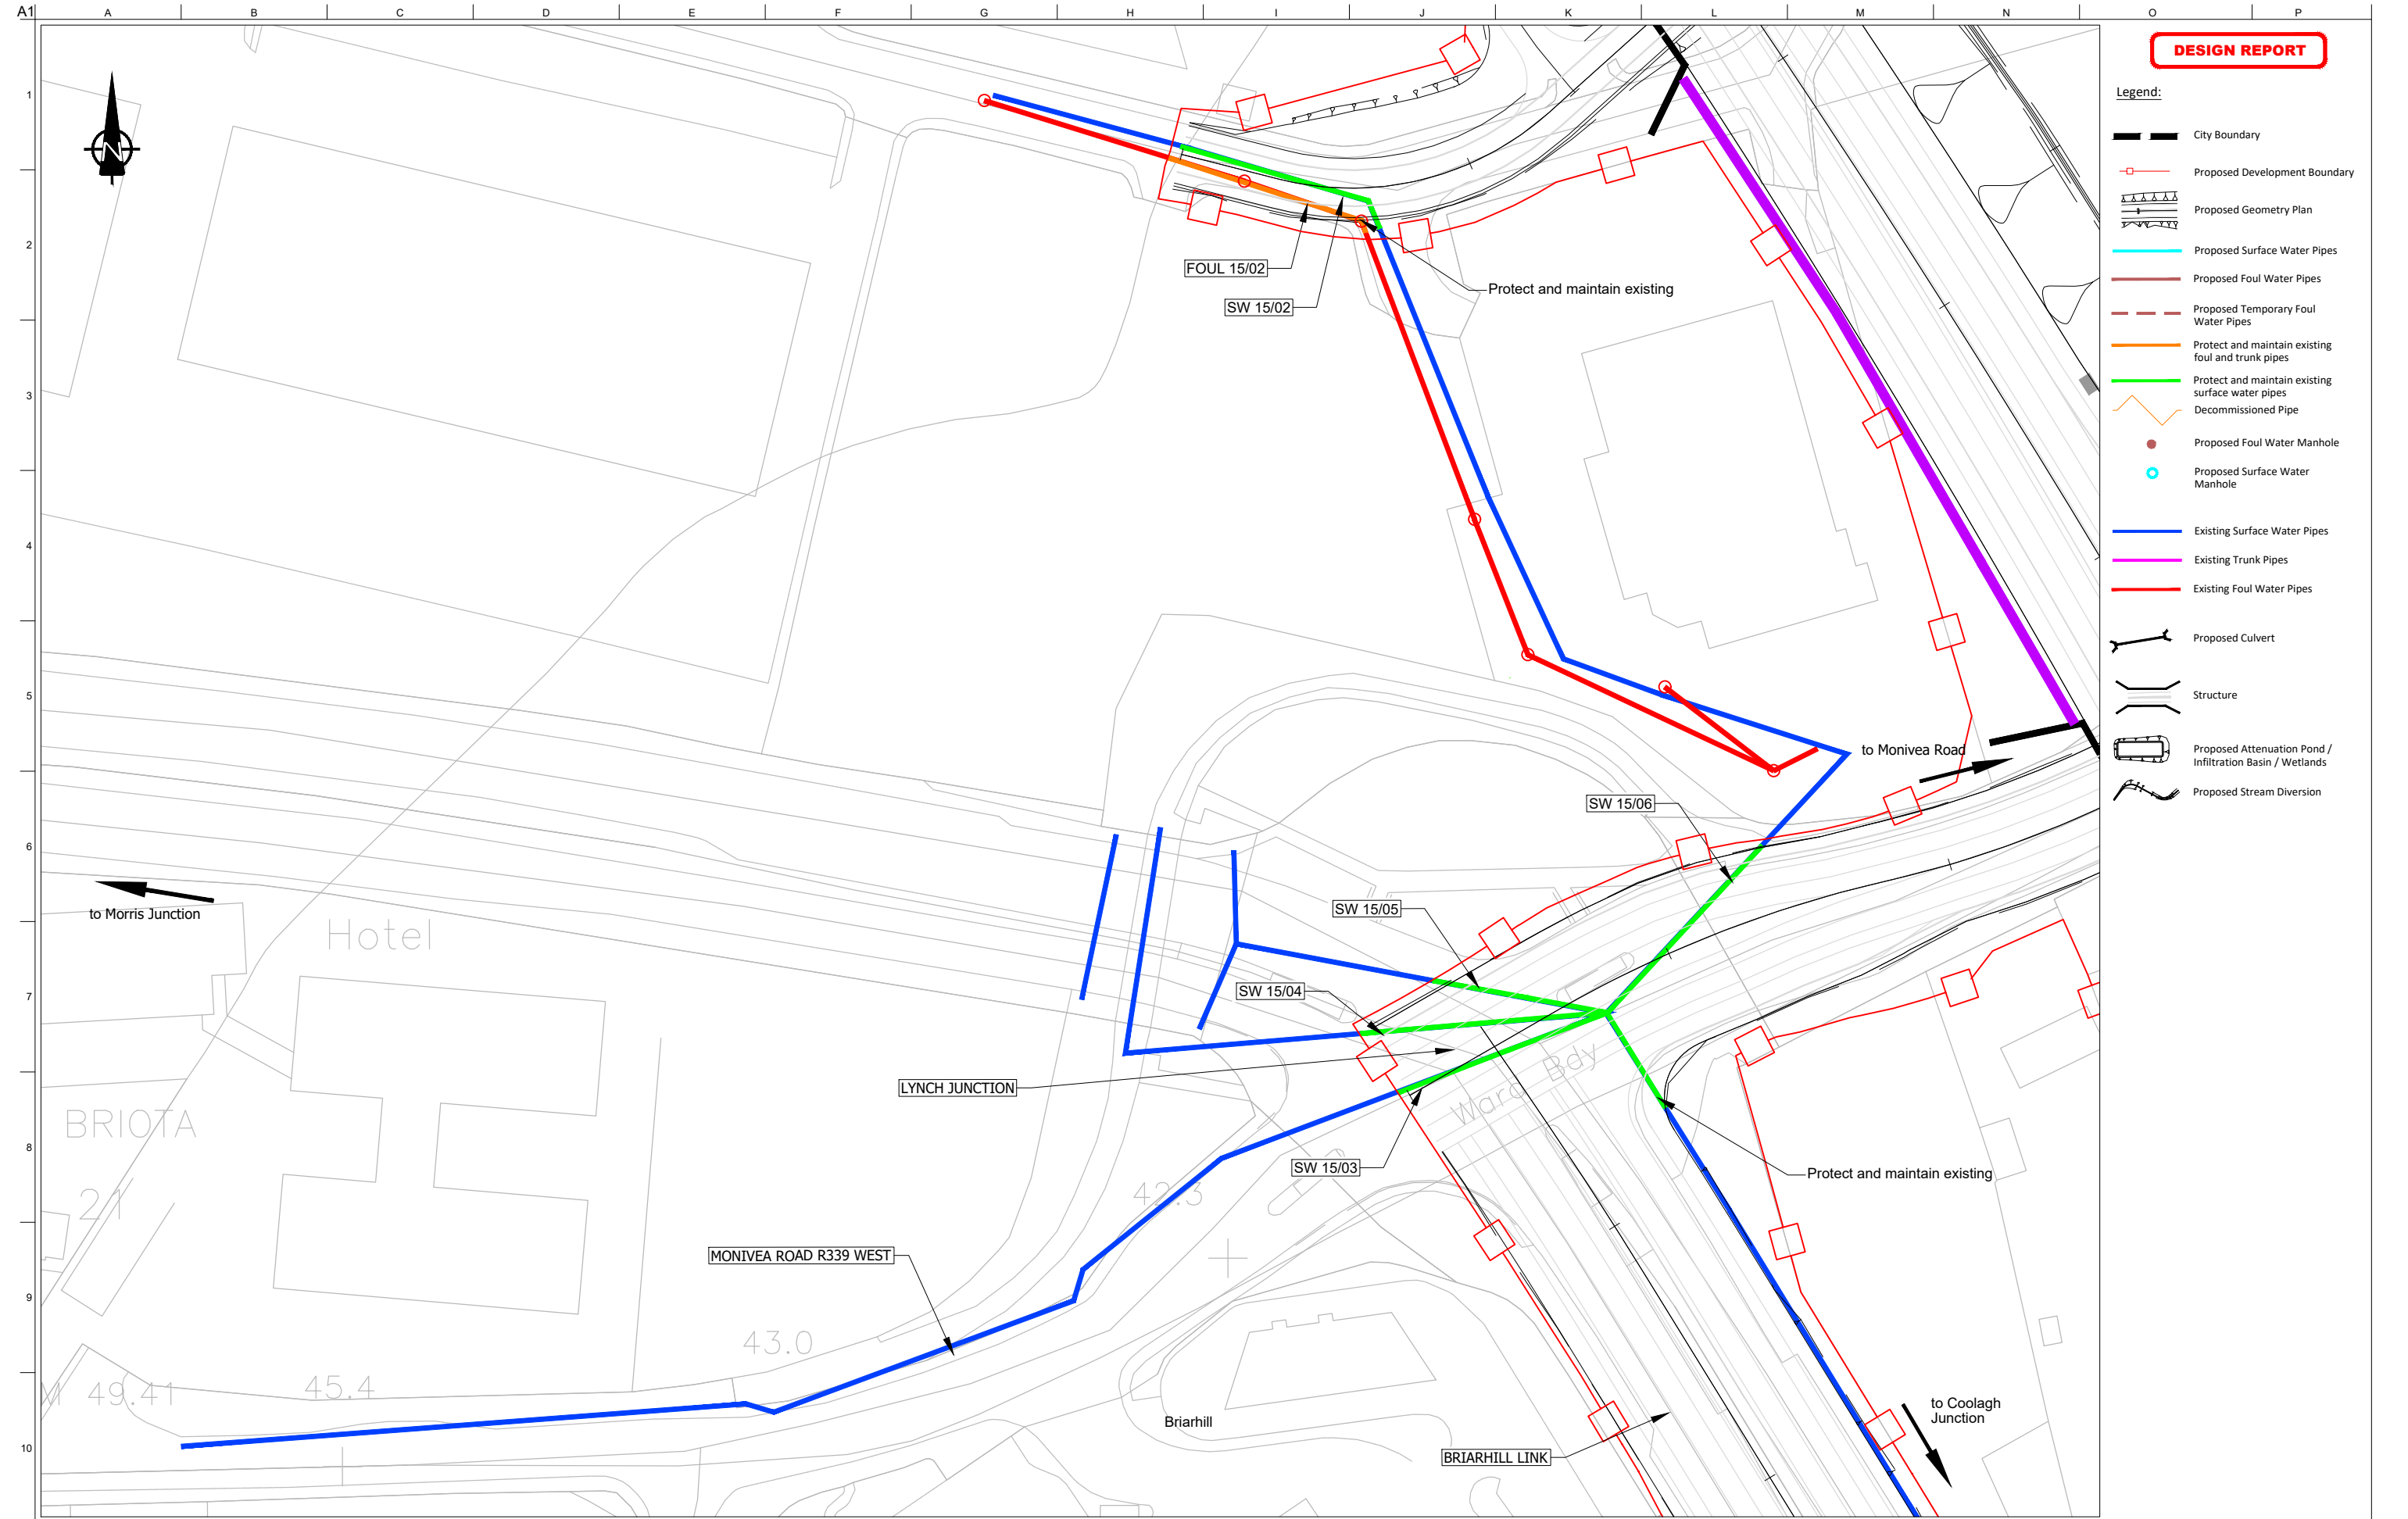 A1
A B C D E F G H I J K L M N O P
1
2
3
4
5
6
7
8
9
10
N
FOUL 15/02
SW 15/02
Protect and maintain existing
to Monivea Road
SW 15/06
SW 15/05
SW 15/04
LYNCH JUNCTION
SW 15/03
Ward Bdy
Protect and maintain existing
to Morris Junction
Hotel
BRIOTA
21
42.3
MONIVEA ROAD R339 WEST
43.0
45.4
M 49.41
Briarhill
BRIARHILL LINK
to Coolagh
Junction
DESIGN REPORT
Legend:
City Boundary
Proposed Development Boundary
Proposed Geometry Plan
Proposed Surface Water Pipes
Proposed Foul Water Pipes
Proposed Temporary Foul
Water Pipes
Protect and maintain existing
foul and trunk pipes
Protect and maintain existing
surface water pipes
Decommissioned Pipe
Proposed Foul Water Manhole
Proposed Surface Water
Manhole
Existing Surface Water Pipes
Existing Trunk Pipes
Existing Foul Water Pipes
Proposed Culvert
Structure
Proposed Attenuation Pond /
Infiltration Basin / Wetlands
Proposed Stream Diversion